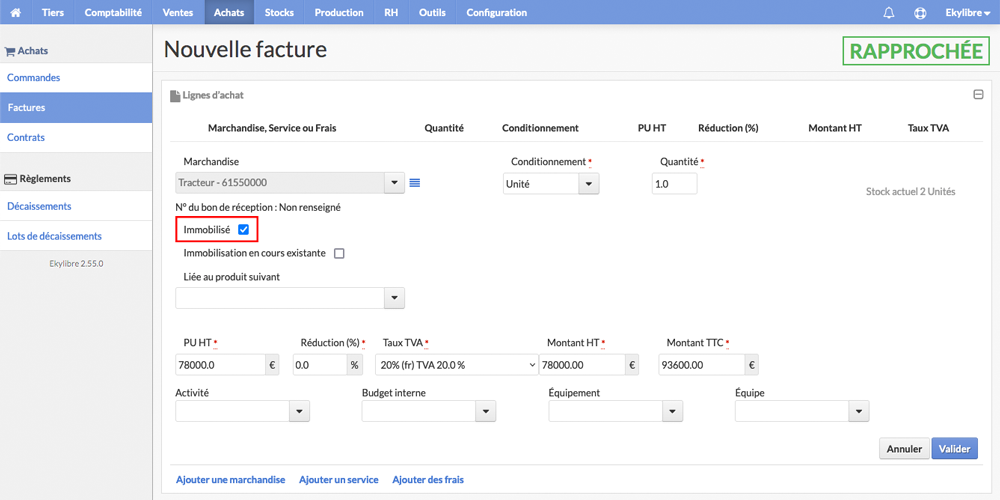 Tiers Comptabilité Ventes Achats Stocks Production RH Outils Configuration Ekylibre
Achats
Commandes
Factures
Contrats
Règlements
Décaissements
Lots de décaissements
Ekylibre 2.55.0
Nouvelle facture
RAPPROCHÉE
Lignes d'achat
Marchandise, Service ou Frais Quantité Conditionnement PU HT Réduction (%) Montant HT Taux TVA
Marchandise Conditionnement * Quantité *
Tracteur - 61550000 Unité 1.0
Stock actuel 2 Unités
N° du bon de réception : Non renseigné
Immobilisé
Immobilisation en cours existante
Liée au produit suivant
PU HT * Réduction (%) * Taux TVA * Montant HT * Montant TTC *
78000.0 € 0.0 % 20% (fr) TVA 20.0 % 78000.00 € 93600.00 €
Activité Budget interne Équipement Équipe
Annuler Valider
Ajouter une marchandise Ajouter un service Ajouter des frais